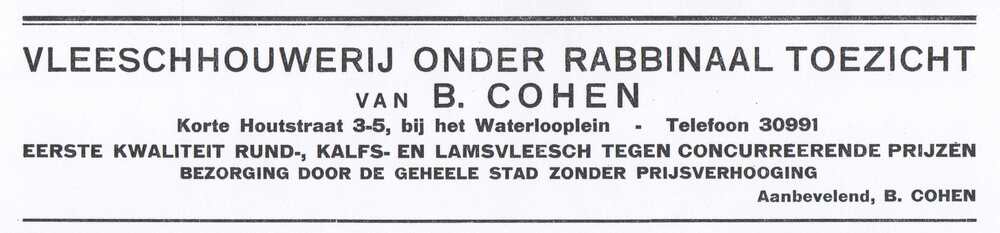 VLEESCHHOUWERIJ ONDER RABBINAAL TOEZICHT
VAN B. COHEN
Korte Houtstraat 3-5, bij het Waterlooplein - Telefoon 30991
EERSTE KWALITEIT RUND-, KALFS- EN LAMSVLEESCH TEGEN CONCURREERENDE PRIJZEN
BEZORGING DOOR DE GEHEELE STAD ZONDER PRIJSVERHOOGING
Aanbevelend, B. COHEN